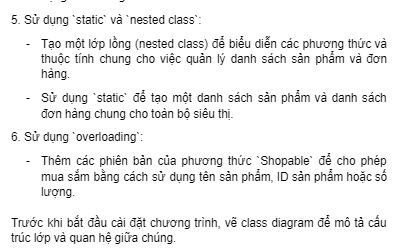 5. Sử dụng `static` và `nested class`:
- Tạo một lớp lồng (nested class) để biểu diễn các phương thức và
thuộc tính chung cho việc quản lý danh sách sản phẩm và đơn
hàng.
- Sử dụng `static` để tạo một danh sách sản phẩm và danh sách
đơn hàng chung cho toàn bộ siêu thị.
6. Sử dụng `overloading`:
- Thêm các phiên bản của phương thức `Shopable` để cho phép
mua sắm bằng cách sử dụng tên sản phẩm, ID sản phẩm hoặc số
lượng.
Trước khi bắt đầu cài đặt chương trình, vẽ class diagram để mô tả cấu
trúc lớp và quan hệ giữa chúng.